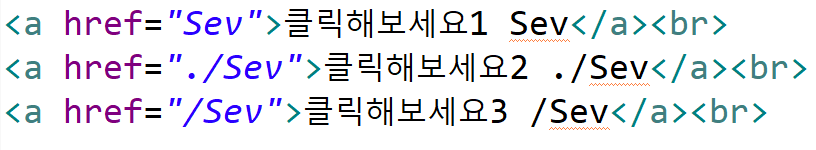 <a href="Sev">클릭해보세요1 Sev</a><br>
<a href="./Sev">클릭해보세요2 ./Sev</a><br>
<a href="/Sev">클릭해보세요3 /Sev</a><br>